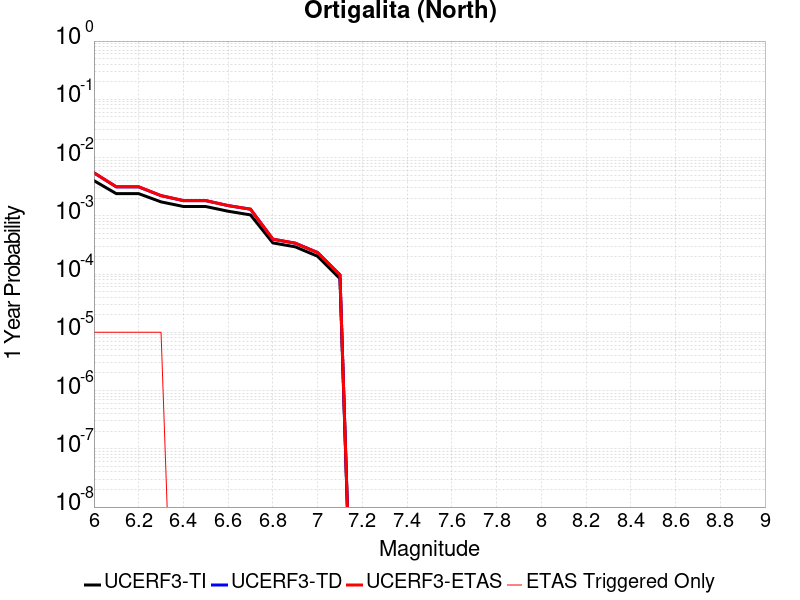 Ortigalita (North)
10^0
10^-1
10^-2
10^-3
10^-4
10^-5
10^-6
10^-7
10^-8
1 Year Probability
6 6.2 6.4 6.6 6.8 7 7.2 7.4 7.6 7.8 8 8.2 8.4 8.6 8.8 9
Magnitude
UCERF3-TI UCERF3-TD UCERF3-ETAS ETAS Triggered Only